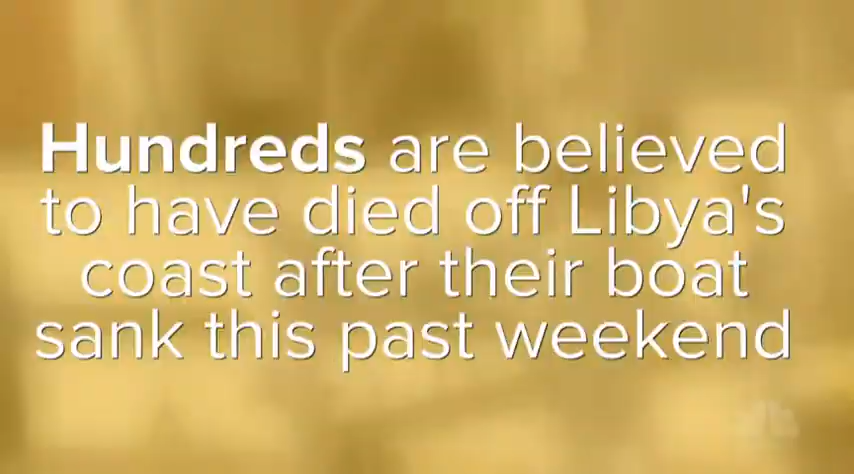 Hundreds are believed
to have died off Libya's
coast after their boat
sank this past weekend